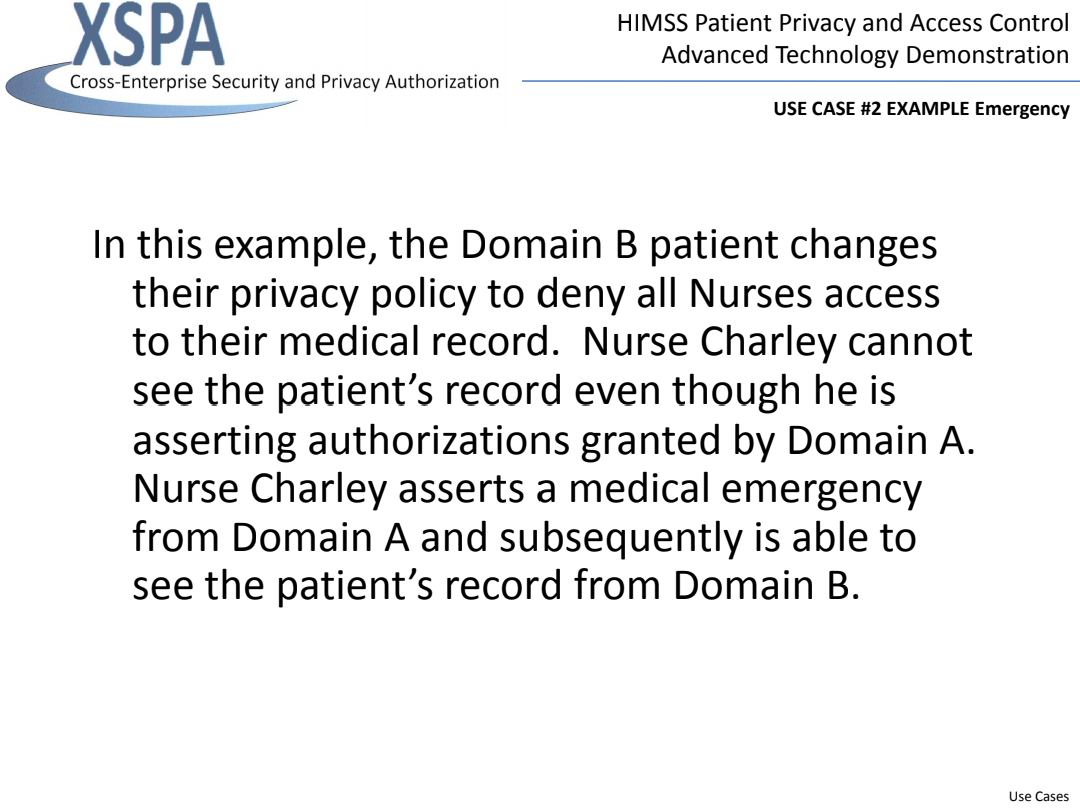 XSPA
Cross-Enterprise Security and Privacy Authorization
HIMSS Patient Privacy and Access Control
Advanced Technology Demonstration
USE CASE #2 EXAMPLE Emergency
In this example, the Domain B patient changes
their privacy policy to deny all Nurses access
to their medical record.  Nurse Charley cannot
see the patient’s record even though he is
asserting authorizations granted by Domain A.
Nurse Charley asserts a medical emergency
from Domain A and subsequently is able to
see the patient’s record from Domain B.
Use Cases